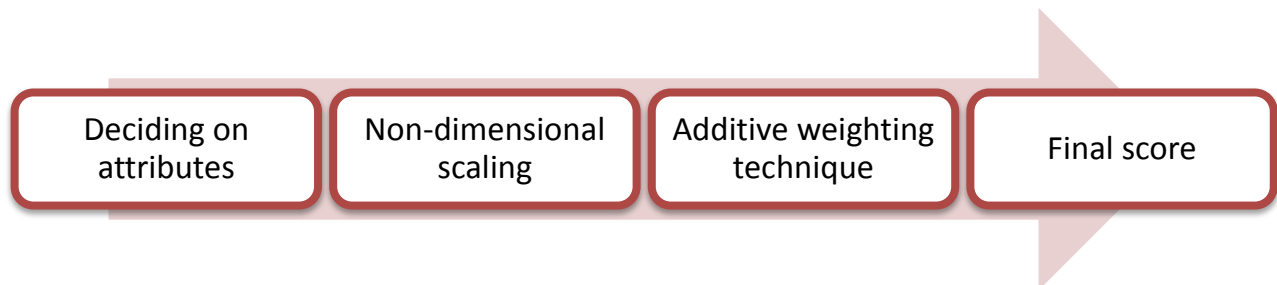 Deciding on
attributes
Non-dimensional
scaling
Additive weighting
technique
Final score